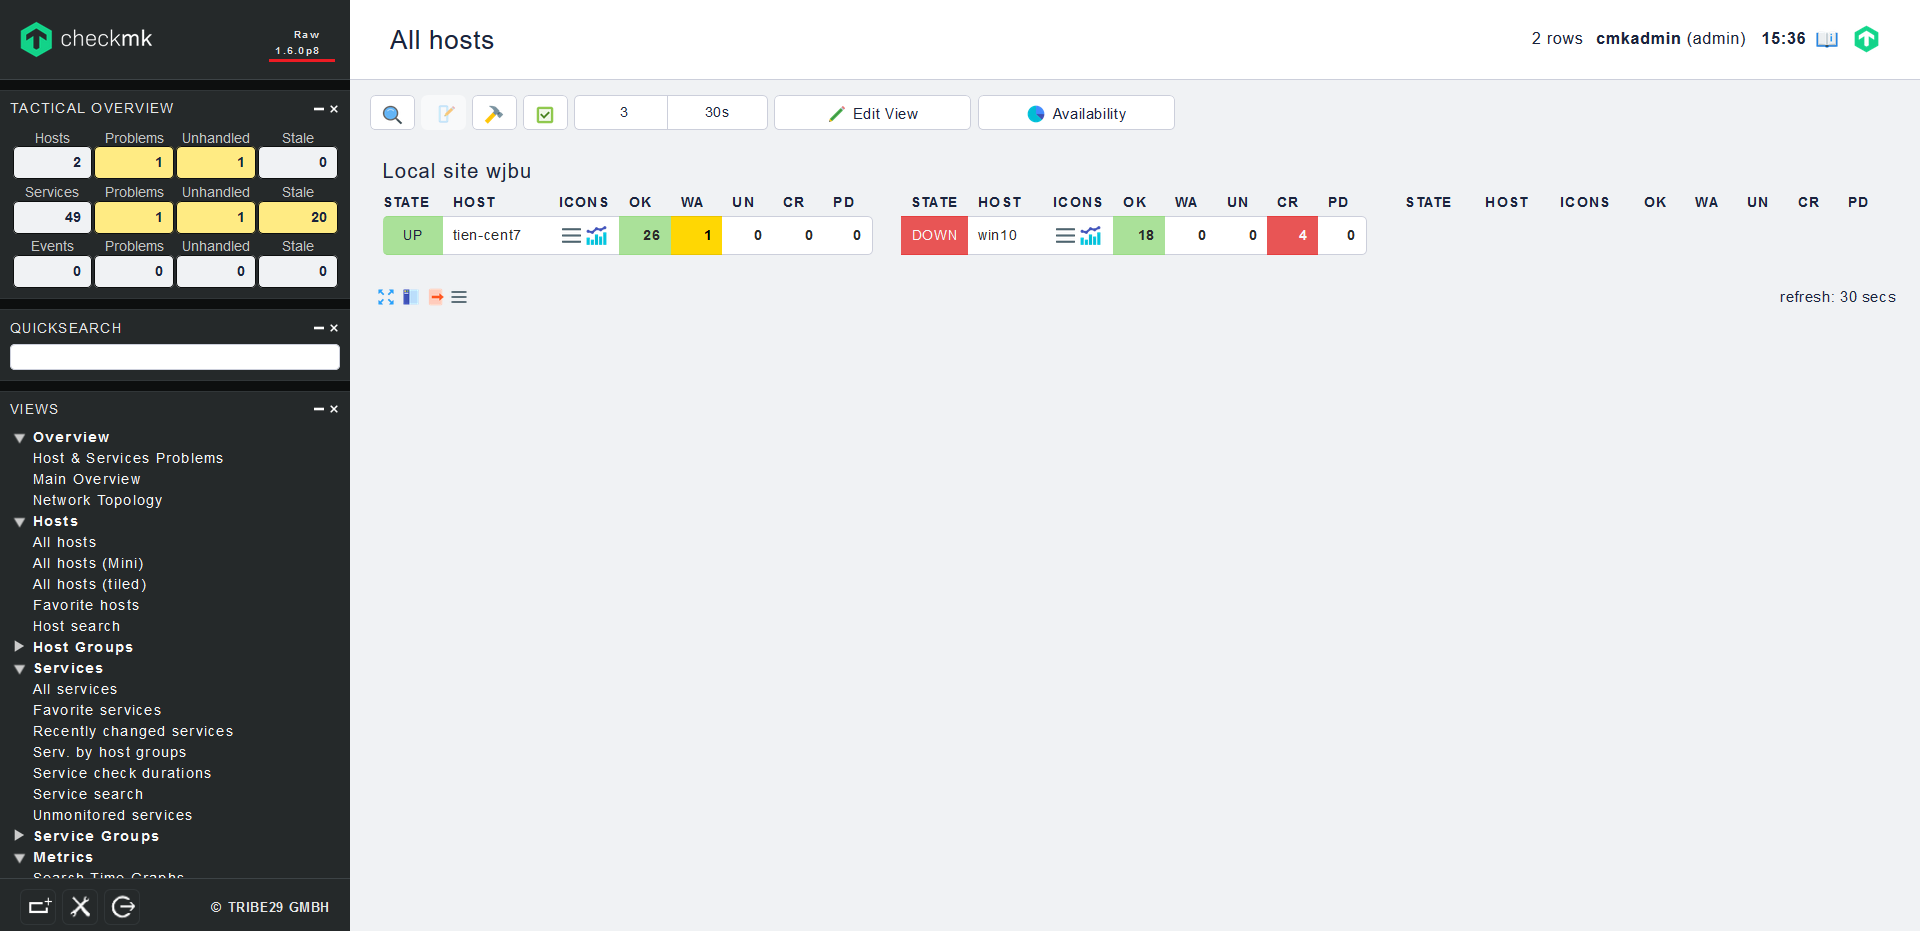 checkmk
Raw
1.6.0p8
All hosts
2 rows cmkadmin (admin) 15:36
TACTICAL OVERVIEW
Hosts Problems Unhandled Stale
2 1 1 0
Services Problems Unhandled Stale
49 1 1 20
Events Problems Unhandled Stale
0 0 0 0
QUICKSEARCH
VIEWS
Overview
Host & Services Problems
Main Overview
Network Topology
Hosts
All hosts
All hosts (Mini)
All hosts (tiled)
Favorite hosts
Host search
Host Groups
Services
All services
Favorite services
Recently changed services
Serv. by host groups
Service check durations
Service search
Unmonitored services
Service Groups
Metrics
Search Time Graphs
© TRIBE29 GMBH
3 30s Edit View Availability
Local site wjbu
STATE HOST ICONS OK WA UN CR PD STATE HOST ICONS OK WA UN CR PD STATE HOST ICONS OK WA UN CR PD
UP tien-cent7 26 1 0 0 0 DOWN win10 18 0 0 4 0
refresh: 30 secs